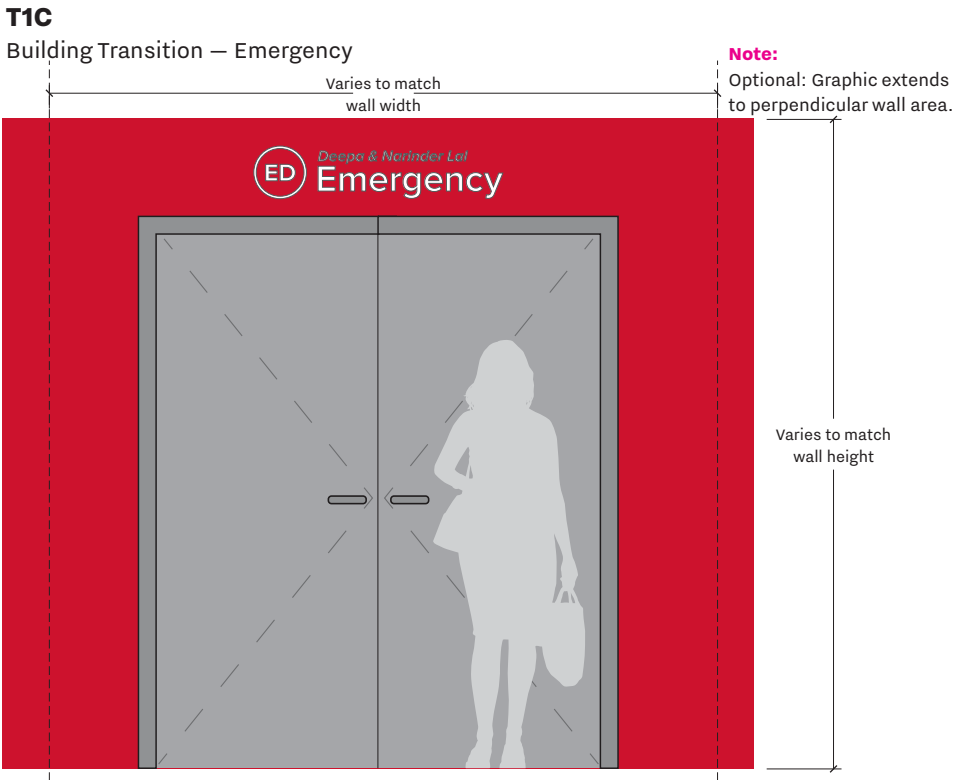 T1C
Building Transition — Emergency
Note:
Optional: Graphic extends
to perpendicular wall area.
Varies to match
wall width
ED
Deepa & Narinder Lal
Emergency
Varies to match
wall height